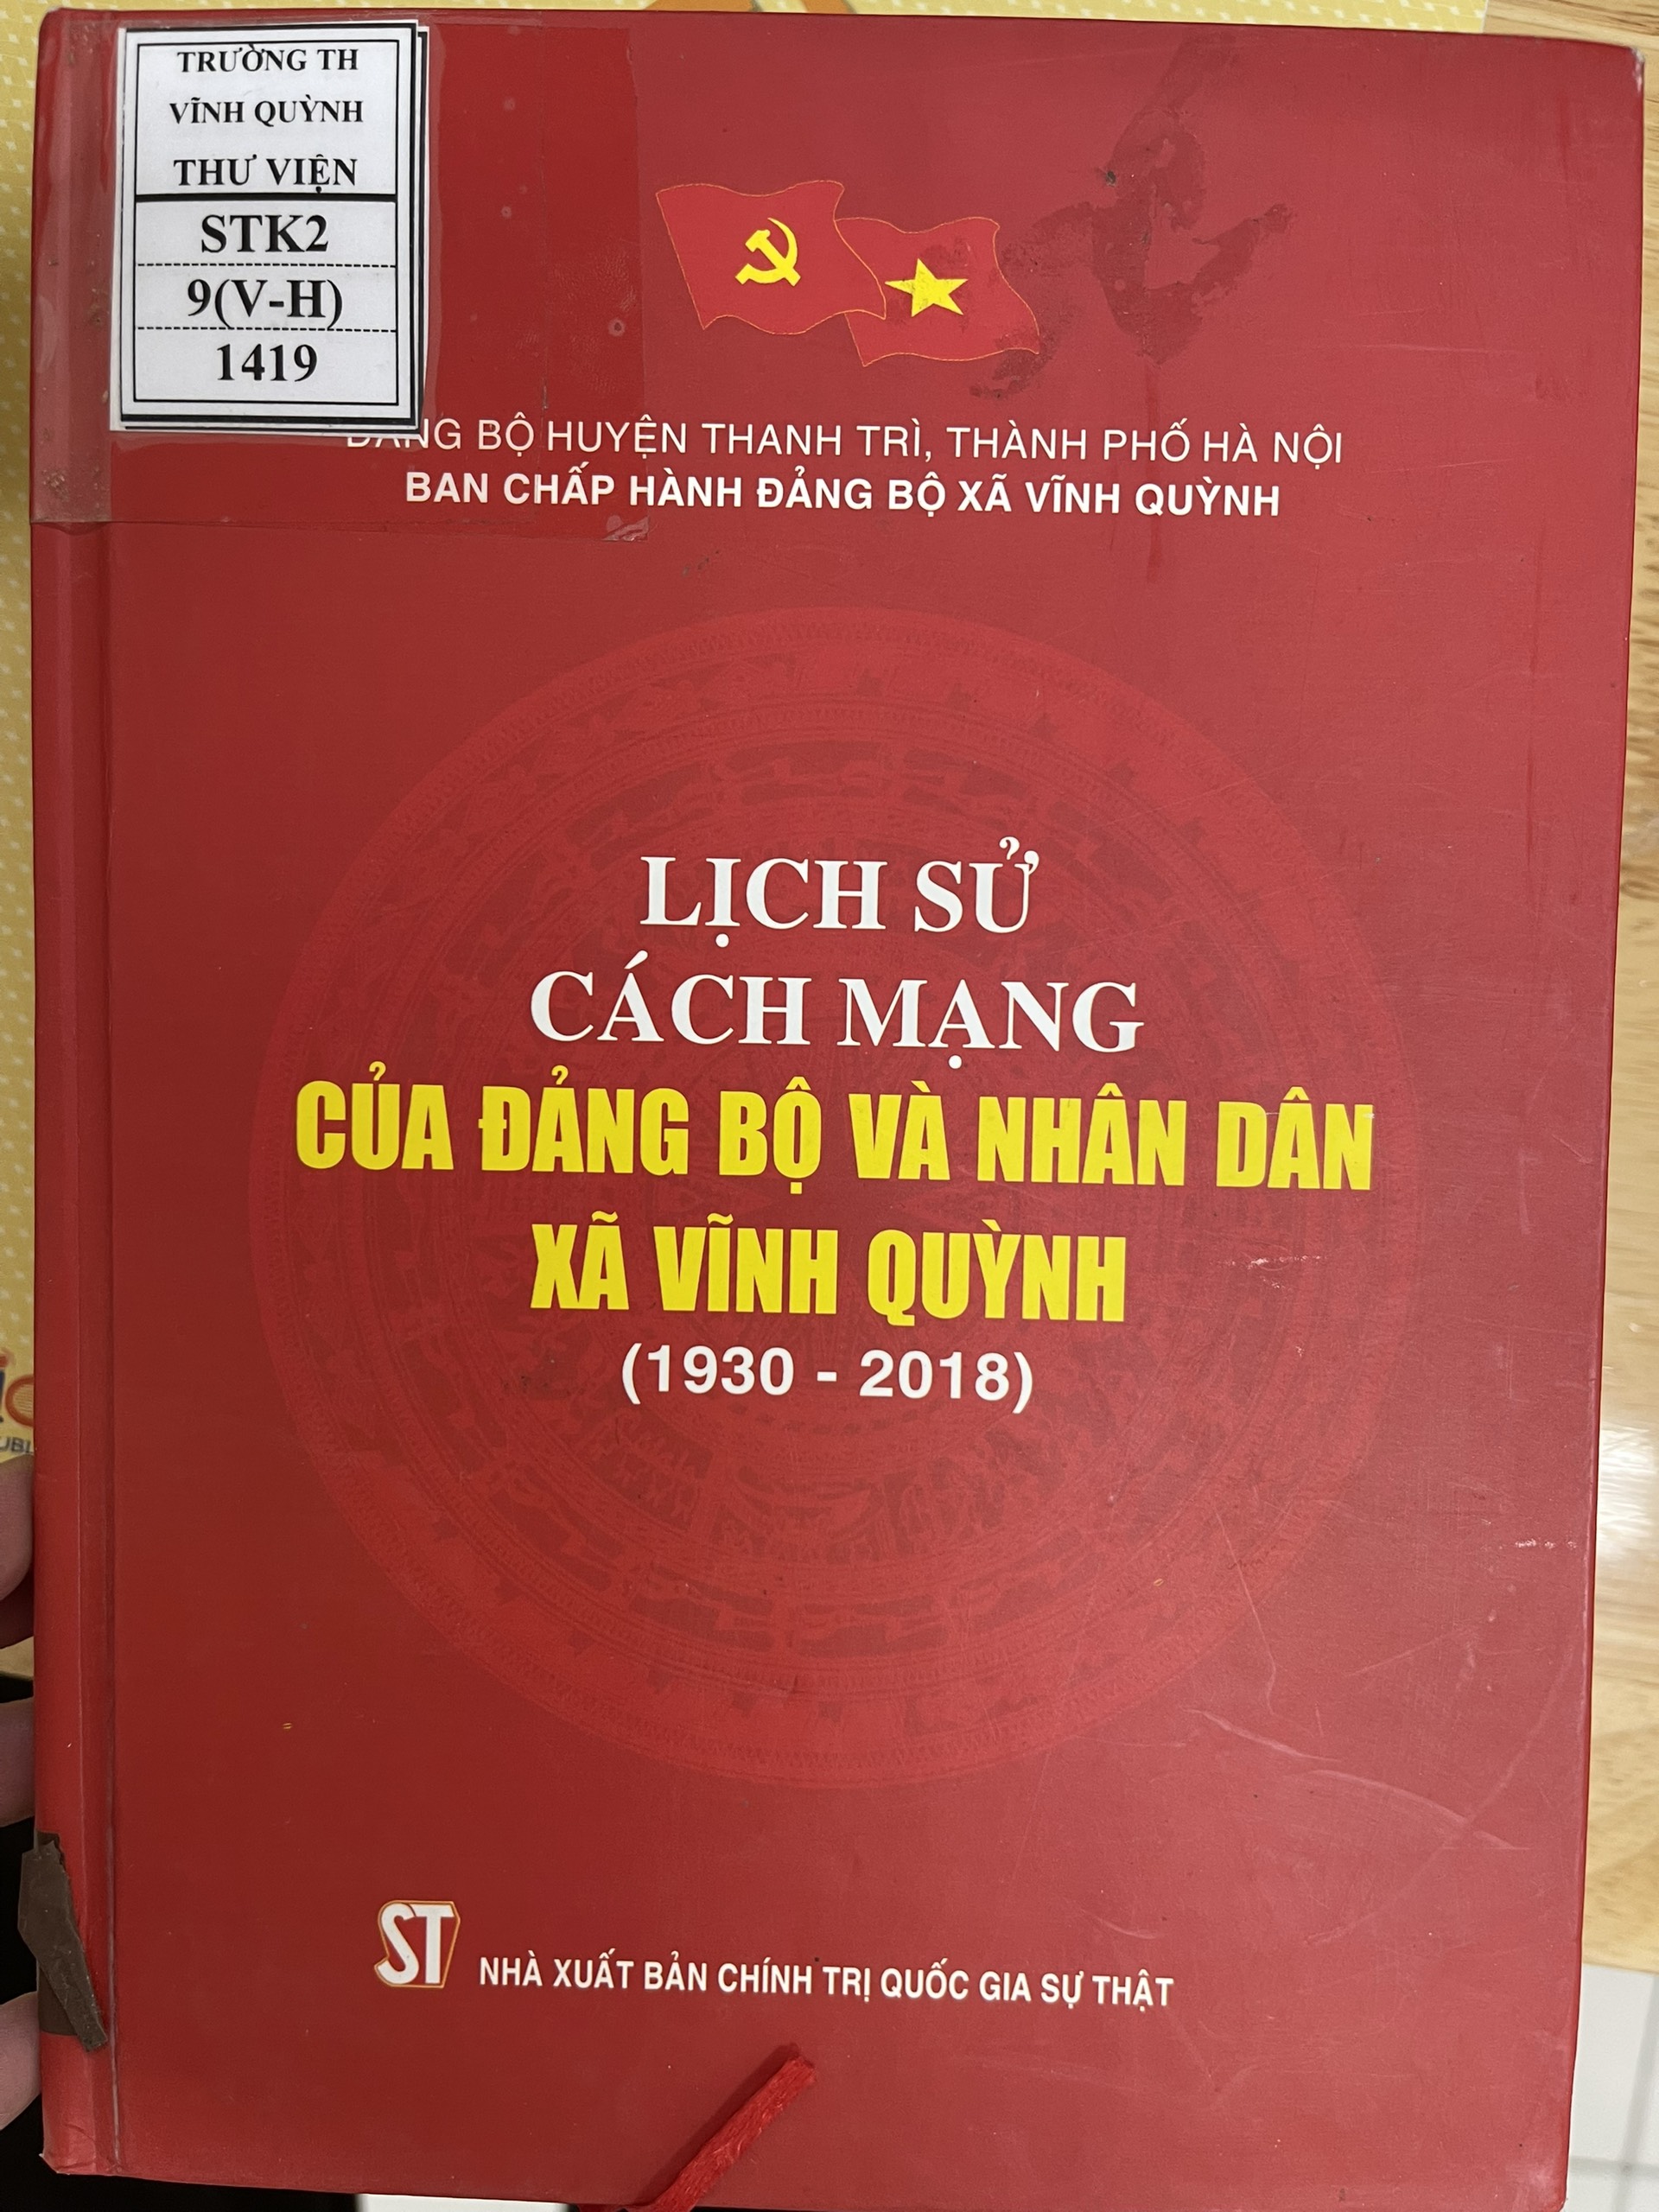 TRƯỜNG TH
VĨNH QUỲNH
THƯ VIỆN
STK2
9(V-H)
1419
ĐẢNG BỘ HUYỆN THANH TRÌ, THÀNH PHỐ HÀ NỘI
BAN CHẤP HÀNH ĐẢNG BỘ XÃ VĨNH QUỲNH
LỊCH SỬ
CÁCH MẠNG
CỦA ĐẢNG BỘ VÀ NHÂN DÂN
XÃ VĨNH QUỲNH
(1930 - 2018)
ST NHÀ XUẤT BẢN CHÍNH TRỊ QUỐC GIA SỰ THẬT